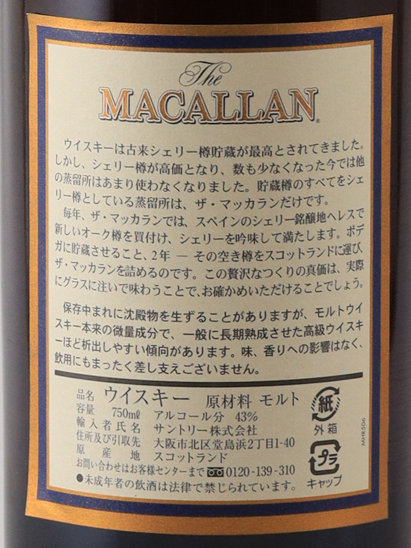 The
MACALLAN®
ウイスキーは古来シェリー樽貯蔵が最高とされてきました。
しかし、シェリー樽が高価となり、数も少なくなった今では他
の蒸留所はあまり使わなくなりました。貯蔵樽のすべてをシェ
リー樽としている蒸留所は、ザ・マッカランだけです。
毎年、ザ・マッカランでは、スペインのシェリー銘醸地ヘレスで
新しいオーク樽を買付け、シェリーを吟味して満たします。ボデ
ガに貯蔵させること、2年 ― その空き樽をスコットランドに運び、
ザ・マッカランを詰めるのです。この贅沢なつくりの真価は、実際
にグラスに注いで味わうことで、お確かめいただけることでしょう。
保存中まれに沈殿物を生ずることがありますが、モルトウイ
スキー本来の微量成分で、一般に長期熟成させた高級ウイスキ
ーほど析出しやすい傾向があります。味、香りへの影響はなく、
飲用にもまったく差し支えございません。
品名 ウイスキー 原材料 モルト
容量 750ml アルコール分 43%
輸入者氏名 サントリー株式会社
住所及び引取先 大阪市北区堂島浜2丁目1-40
原産地 スコットランド
お問い合わせはお客様センターまで 0120-139-310
●未成年者の飲酒は法律で禁じられています。
紙
外箱
プラ
キャップ